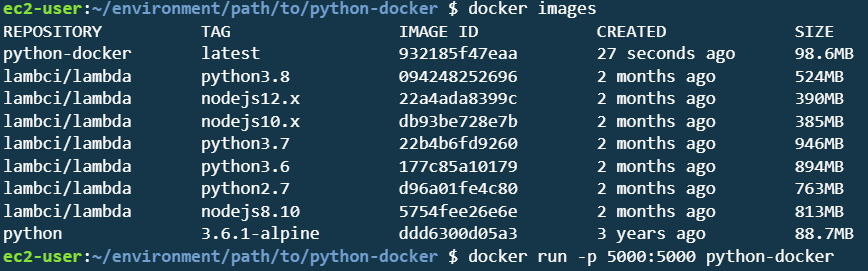 ec2-user:~/environment/path/to/python-docker $ docker images
REPOSITORY TAG IMAGE ID CREATED SIZE
python-docker latest 932185f47eaa 27 seconds ago 98.6MB
lambci/lambda python3.8 094248252696 2 months ago 524MB
lambci/lambda nodejs12.x 22a4ada8399c 2 months ago 390MB
lambci/lambda nodejs10.x db93be728e7b 2 months ago 385MB
lambci/lambda python3.7 22b4b6fd9260 2 months ago 946MB
lambci/lambda python3.6 177c85a10179 2 months ago 894MB
lambci/lambda python2.7 d96a01fe4c80 2 months ago 763MB
lambci/lambda nodejs8.10 5754fee26e6e 2 months ago 813MB
python 3.6.1-alpine ddd6300d05a3 3 years ago 88.7MB
ec2-user:~/environment/path/to/python-docker $ docker run -p 5000:5000 python-docker